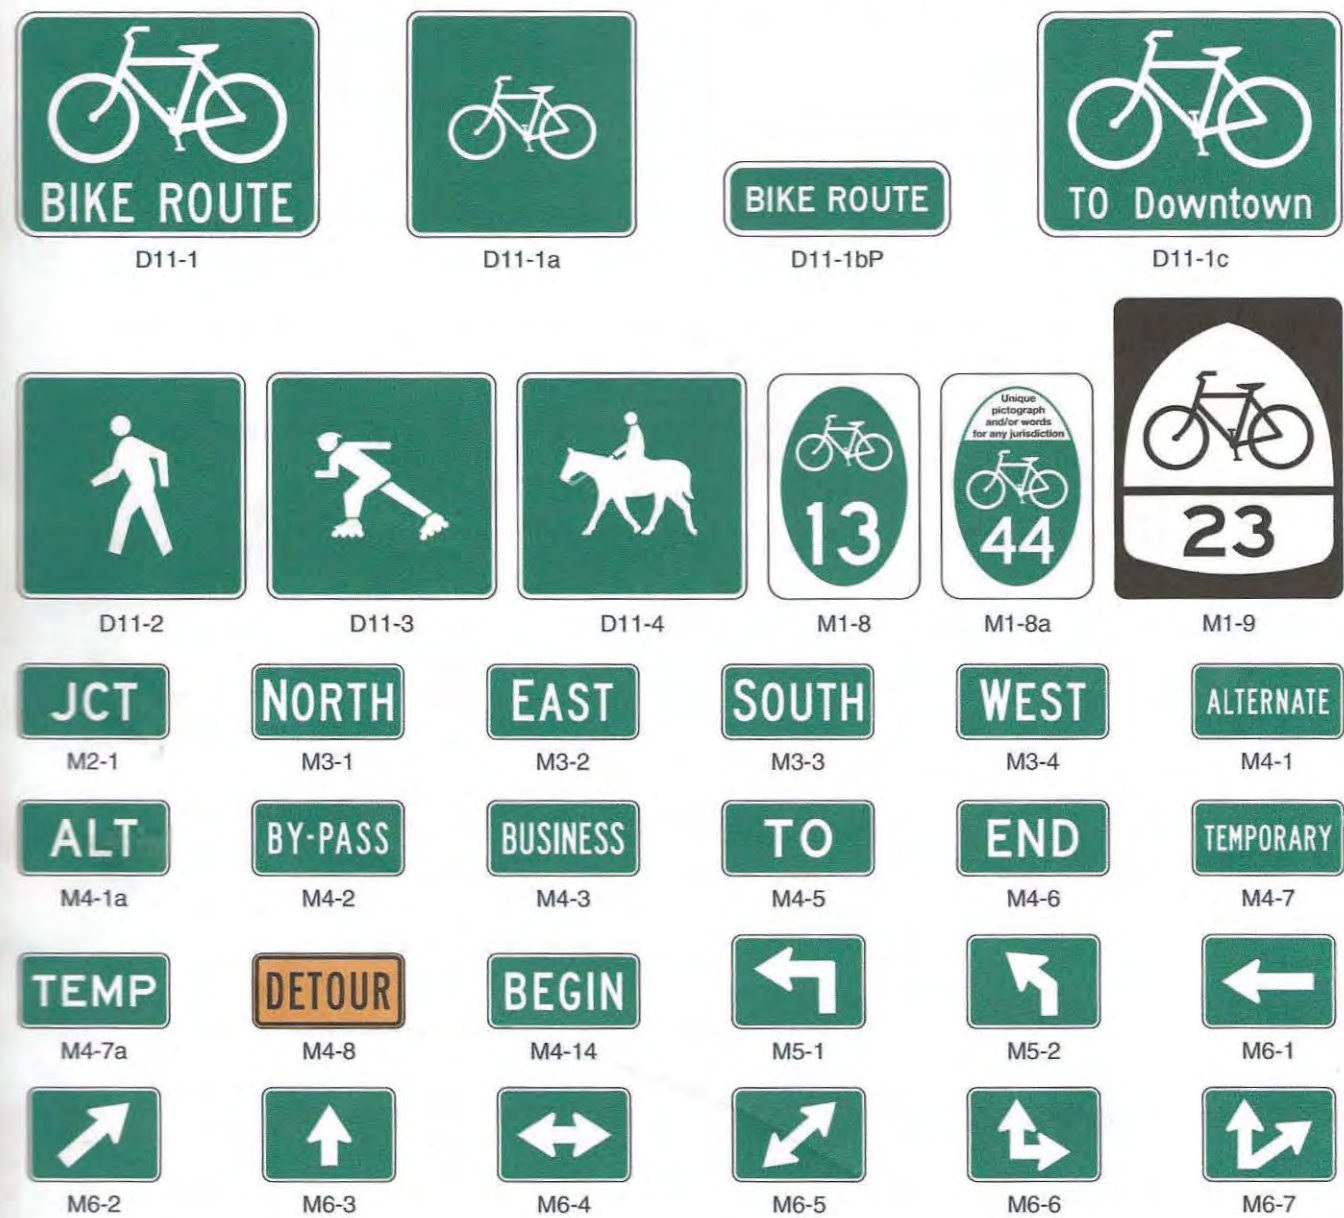 BIKE ROUTE
BIKE ROUTE
TO Downtown
D11-1
D11-1a
D11-1bP
D11-1c
Unique
pictograph
and/or words
for any jurisdiction
13
44
23
D11-2
D11-3
D11-4
M1-8
M1-8a
M1-9
JCT
NORTH
EAST
SOUTH
WEST
ALTERNATE
M2-1
M3-1
M3-2
M3-3
M3-4
M4-1
ALT
BY-PASS
BUSINESS
TO
END
TEMPORARY
M4-1a
M4-2
M4-3
M4-5
M4-6
M4-7
TEMP
DETOUR
BEGIN
M4-7a
M4-8
M4-14
M5-1
M5-2
M6-1
M6-2
M6-3
M6-4
M6-5
M6-6
M6-7